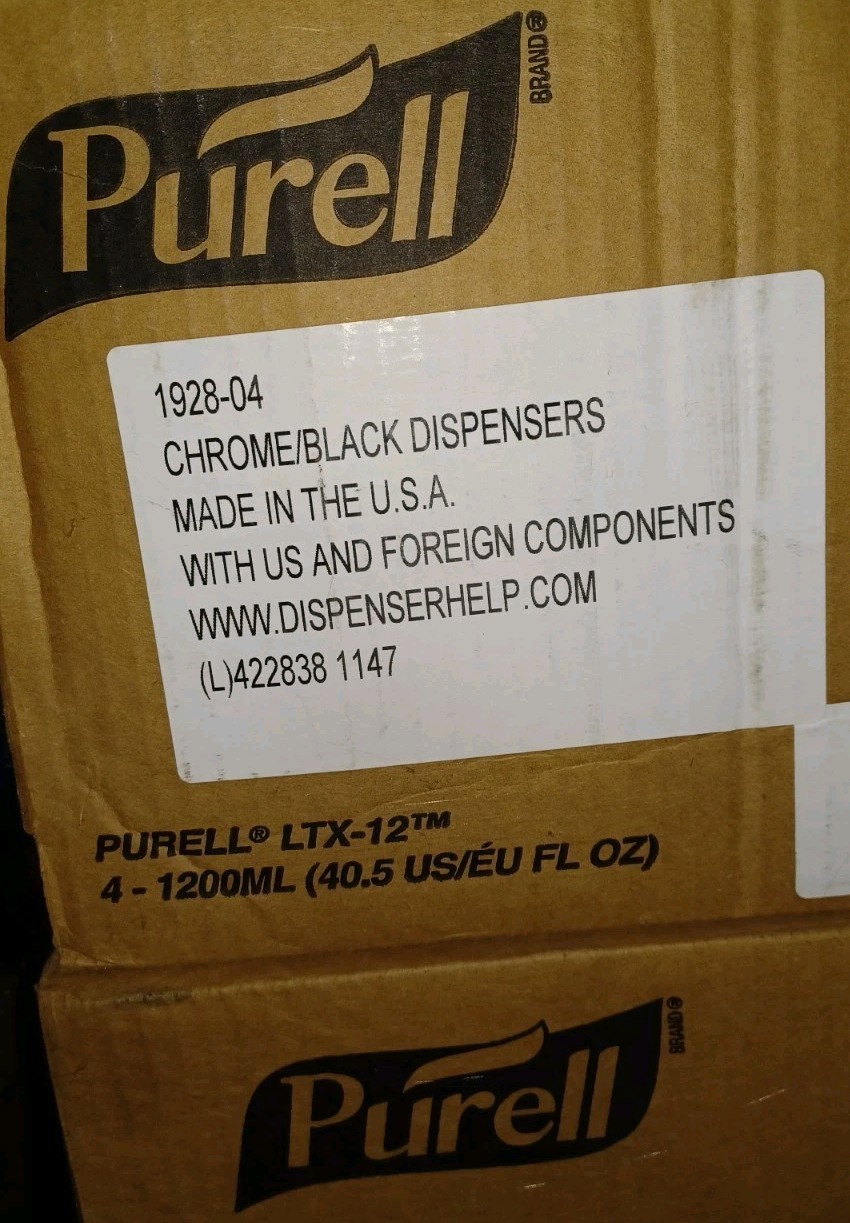 Purell
BRAND®
1928-04
CHROME/BLACK DISPENSERS
MADE IN THE U.S.A.
WITH US AND FOREIGN COMPONENTS
WWW.DISPENSERHELP.COM
(L)422838 1147
PURELL® LTX-12™
4 - 1200ML (40.5 US/ÉU FL OZ)
Purell
BRAND®